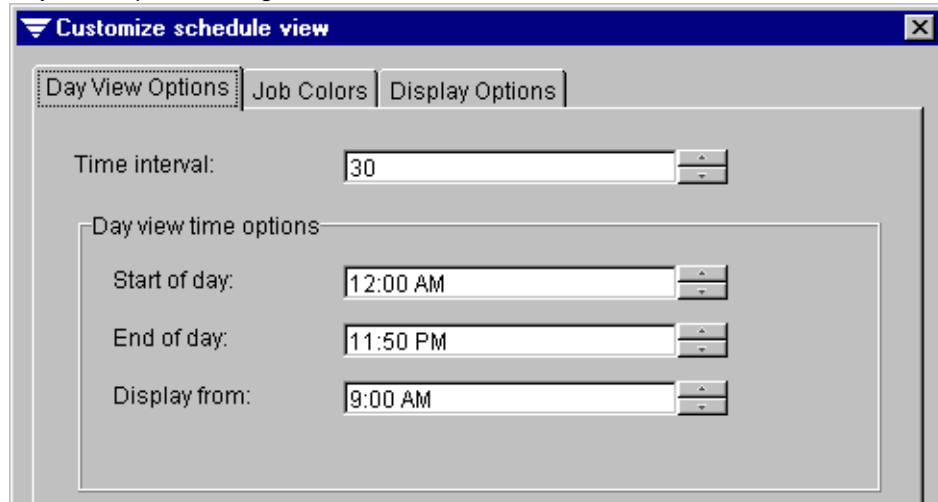 Customize schedule view
Day View Options Job Colors Display Options
Time interval: 30
Day view time options
Start of day: 12:00 AM
End of day: 11:50 PM
Display from: 9:00 AM